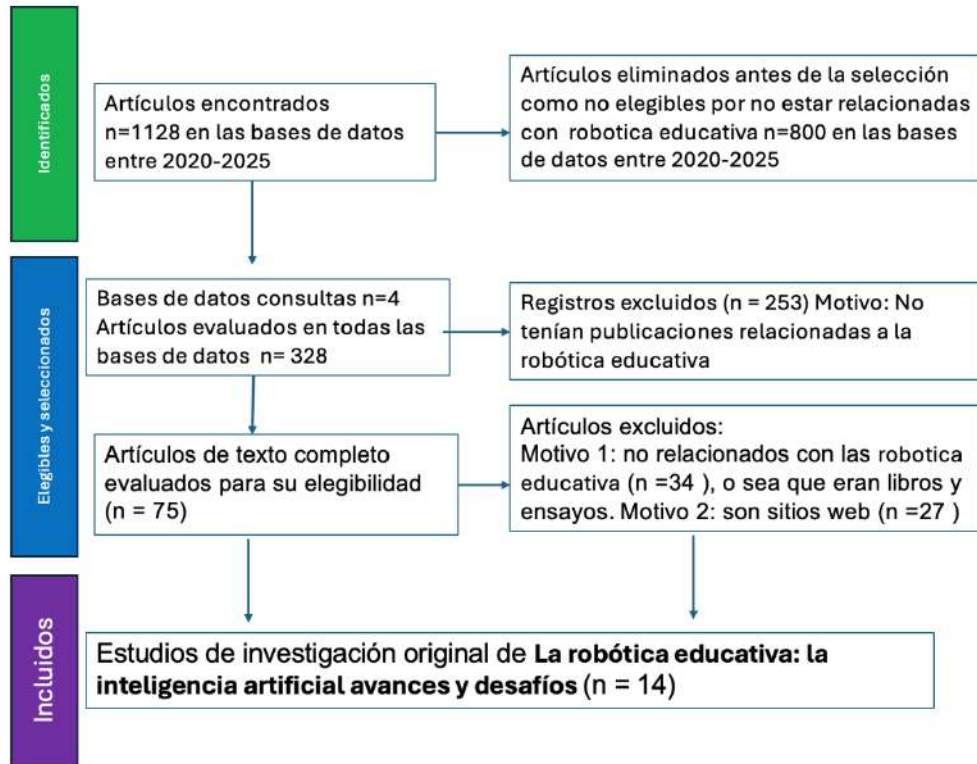 Identificados
Artículos encontrados
n=1128 en las bases de datos
entre 2020-2025
Artículos eliminados antes de la selección
como no elegibles por no estar relacionadas
con robotica educativa n=800 en las bases
de datos entre 2020-2025
Elegibles y seleccionados
Bases de datos consultas n=4
Artículos evaluados en todas las
bases de datos n= 328
Registros excluidos (n = 253) Motivo: No
tenían publicaciones relacionadas a la
robótica educativa
Artículos de texto completo
evaluados para su elegibilidad
(n = 75)
Artículos excluidos:
Motivo 1: no relacionados con las robotica
educativa (n =34 ), o sea que eran libros y
ensayos. Motivo 2: son sitios web (n =27 )
Incluidos
Estudios de investigación original de La robótica educativa: la
inteligencia artificial avances y desafíos (n = 14)